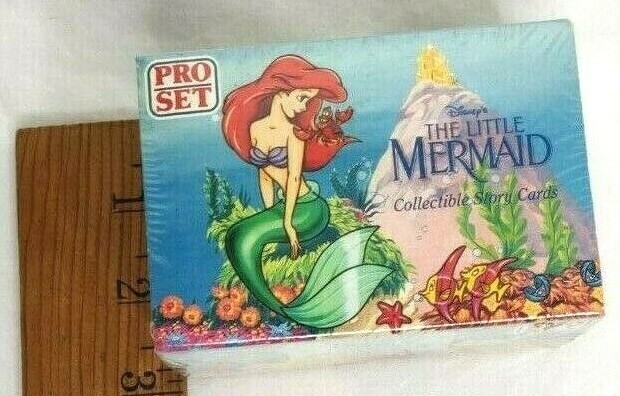 PRO
SET
Disney's
THE LITTLE
MERMAID
Collectible Story Cards
1
2
3